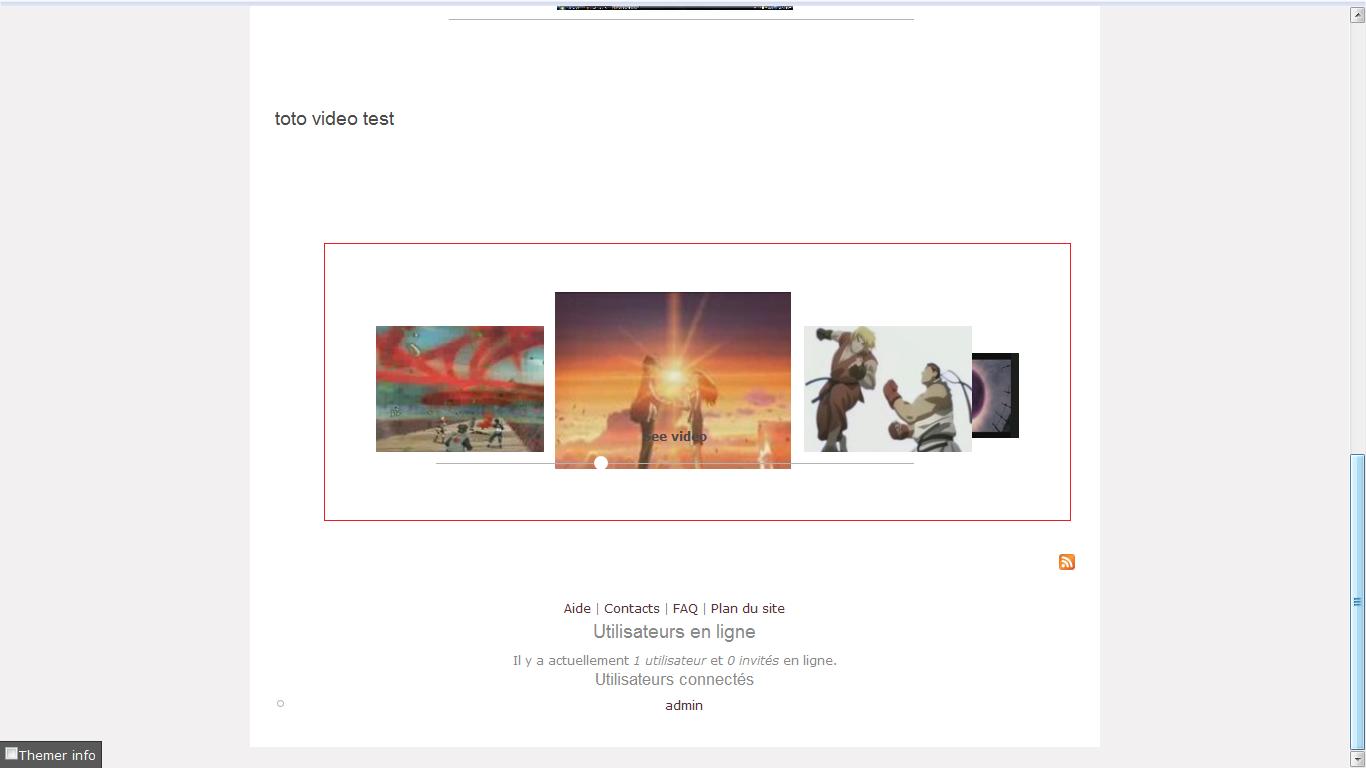 toto video test
See video
Aide | Contacts | FAQ | Plan du site
Utilisateurs en ligne
Il y a actuellement 1 utilisateur et 0 invités en ligne.
Utilisateurs connectés
admin
Themer info